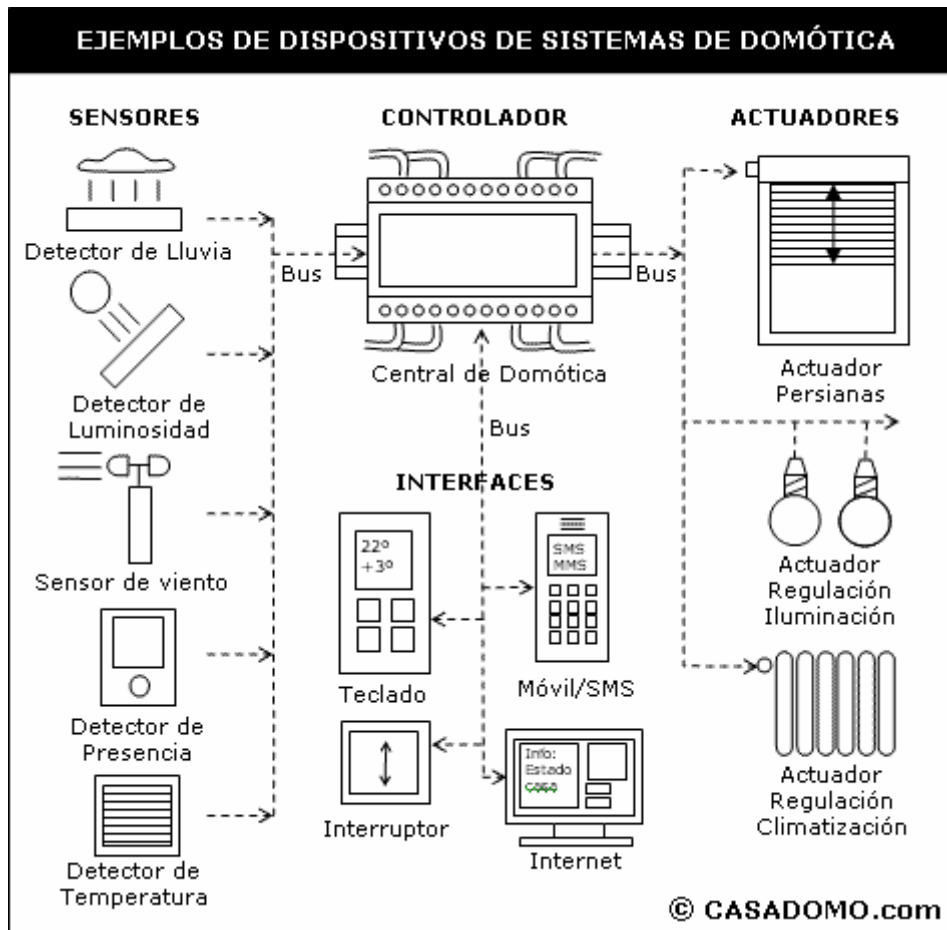 EJEMPLOS DE DISPOSITIVOS DE SISTEMAS DE DOMÓTICA
SENSORES
Detector de Lluvia
Detector de
Luminosidad
Sensor de viento
Detector de
Presencia
Detector de
Temperatura
CONTROLADOR
Bus
Bus
Central de Domótica
Bus
INTERFACES
22º
+3º
Teclado
SMS
MMS
Móvil/SMS
Interruptor
Info:
Estado
casa
Internet
ACTUADORES
Actuador
Persianas
Actuador
Regulación
Iluminación
Actuador
Regulación
Climatización
© CASADOMO.com